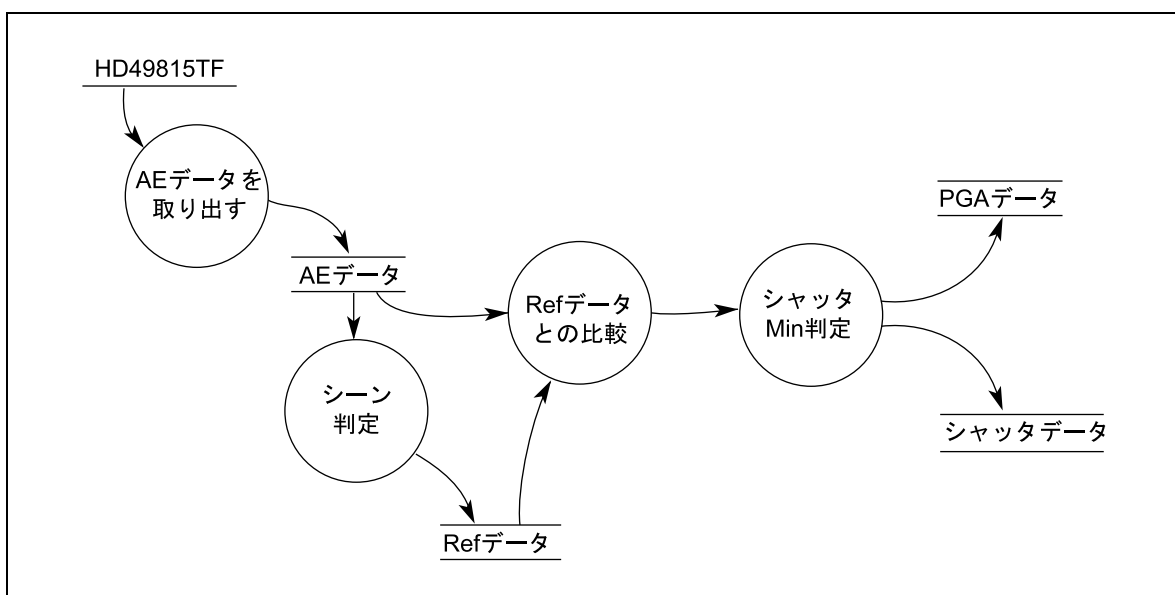 HD49815TF
AEデータを
取り出す
AEデータ
シーン
判定
Refデータ
Refデータ
との比較
シャッタ
Min判定
PGAデータ
シャッタデータ